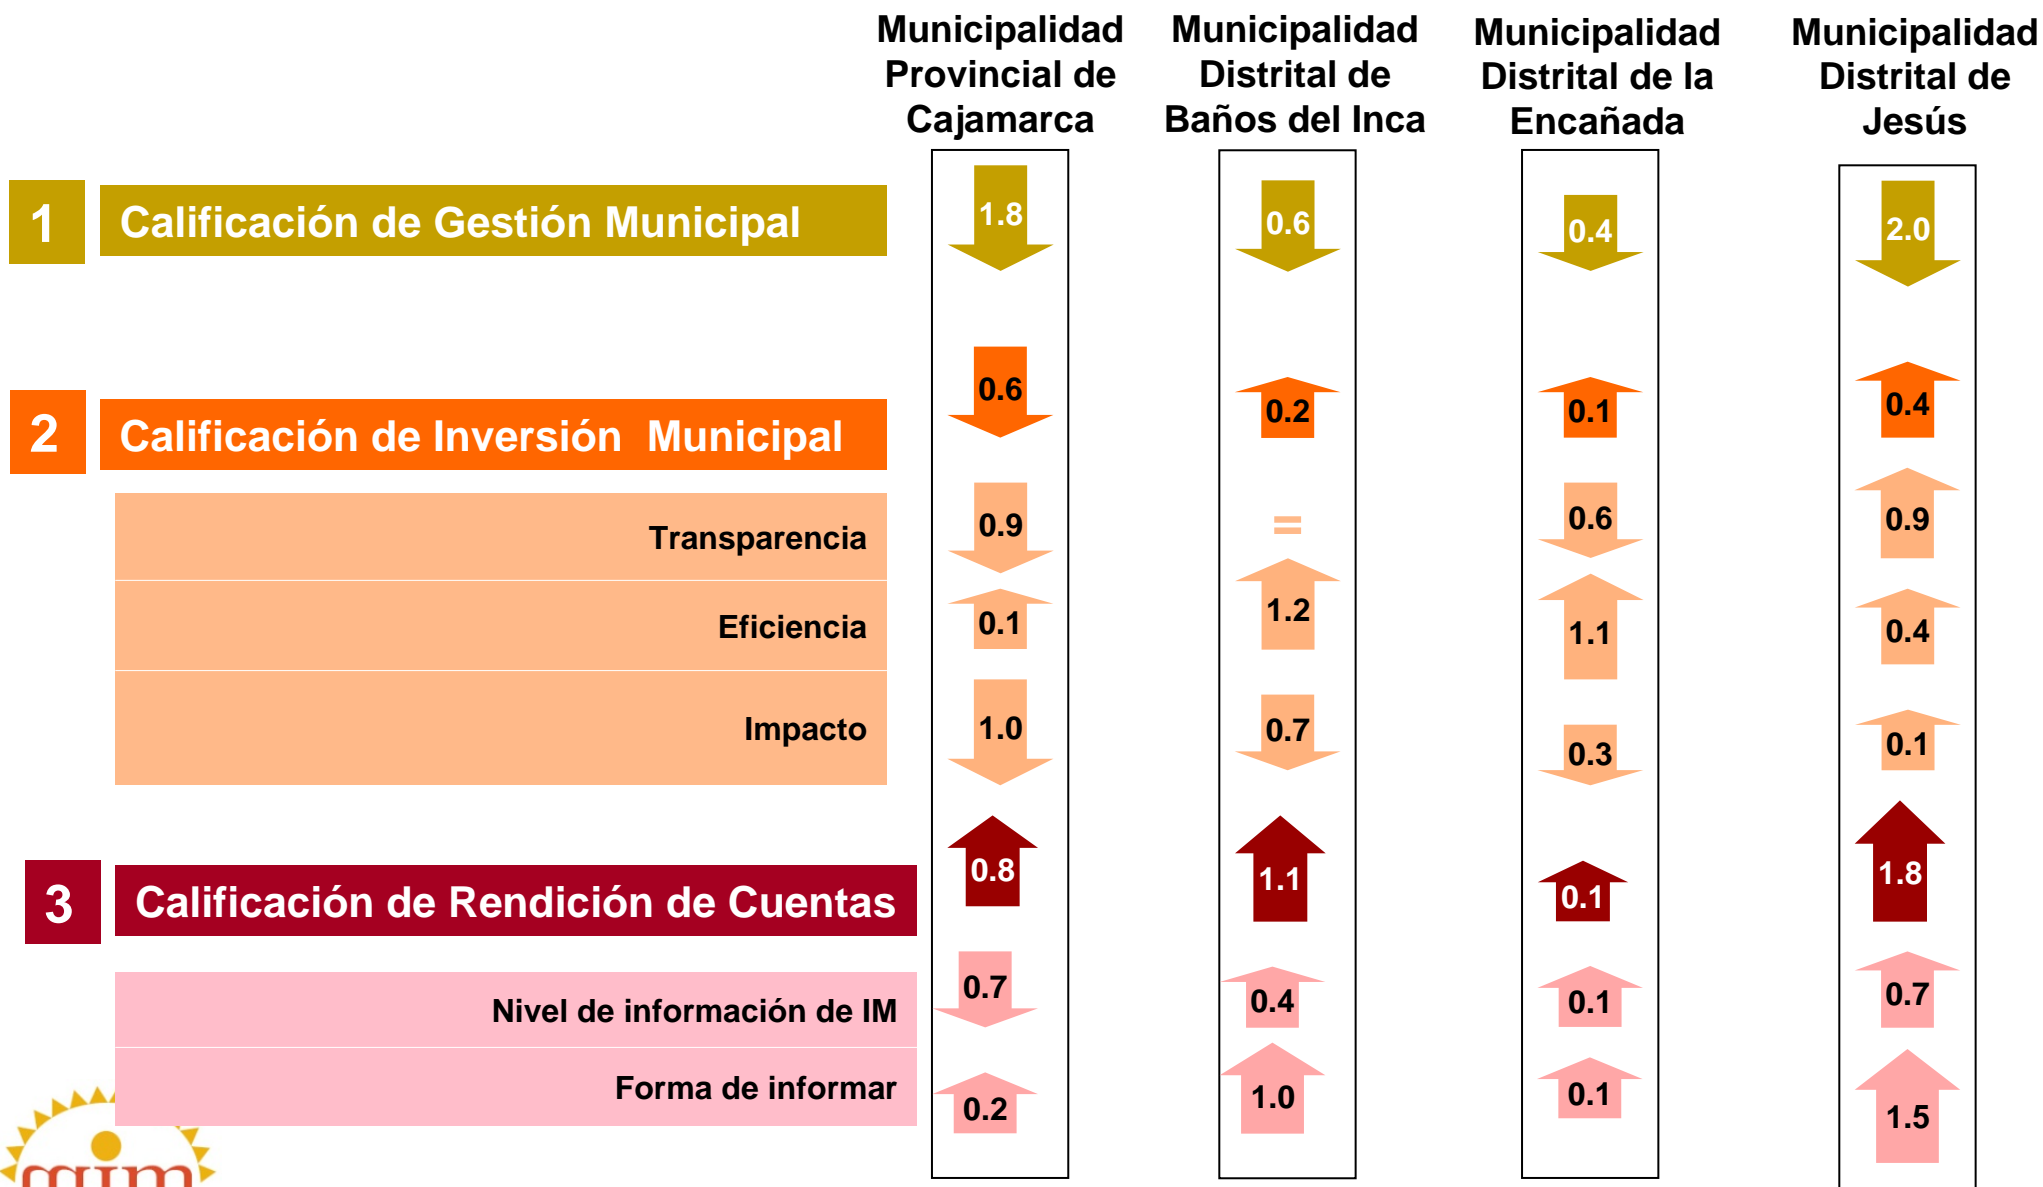 Municipalidad
Provincial de
Cajamarca
Municipalidad
Distrital de
Baños del Inca
Municipalidad
Distrital de la
Encañada
Municipalidad
Distrital de
Jesús
1 Calificación de Gestión Municipal 1.8 0.6 0.4 2.0
2 Calificación de Inversión Municipal 0.6 0.2 0.1 0.4
Transparencia 0.9 = 0.6 0.9
Eficiencia 0.1 1.2 1.1 0.4
Impacto 1.0 0.7 0.3 0.1
3 Calificación de Rendición de Cuentas 0.8 1.1 0.1 1.8
Nivel de información de IM 0.7 0.4 0.1 0.7
Forma de informar 0.2 1.0 0.1 1.5
mim